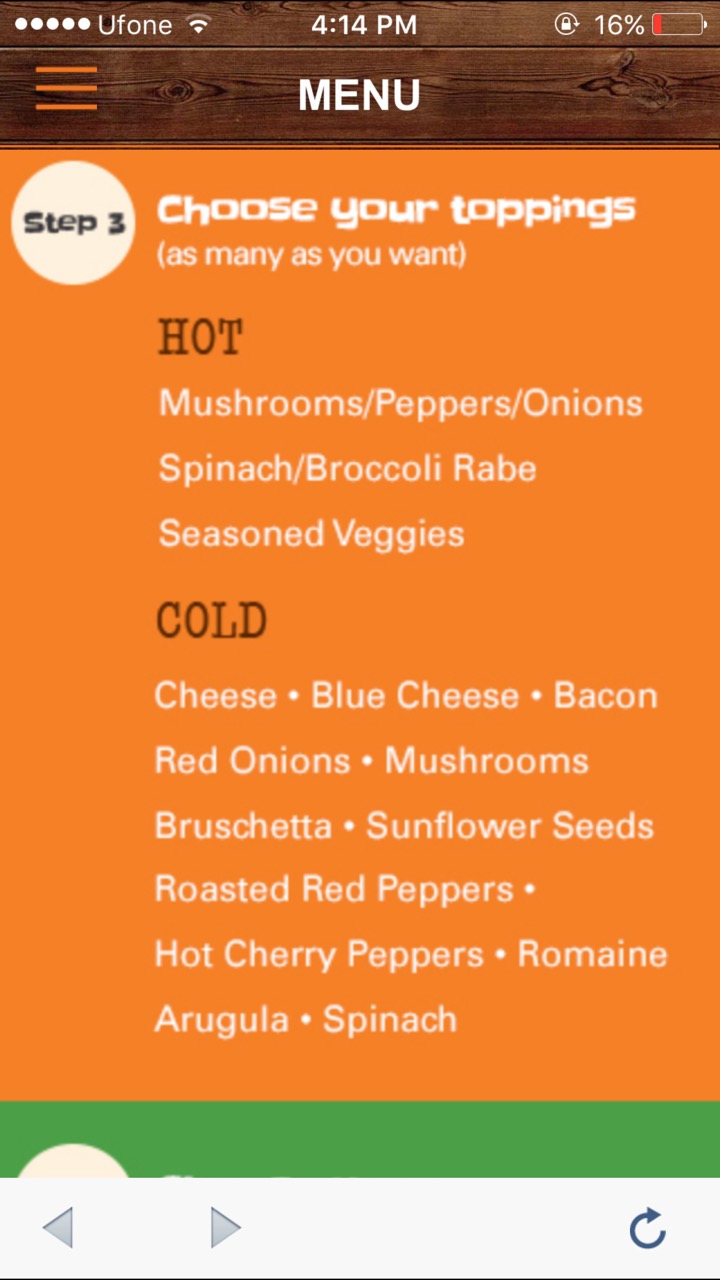 Ufone 4:14 PM 16%
MENU
Step 3
Choose your toppings
(as many as you want)
HOT
Mushrooms/Peppers/Onions
Spinach/Broccoli Rabe
Seasoned Veggies
COLD
Cheese • Blue Cheese • Bacon
Red Onions • Mushrooms
Bruschetta • Sunflower Seeds
Roasted Red Peppers •
Hot Cherry Peppers • Romaine
Arugula • Spinach